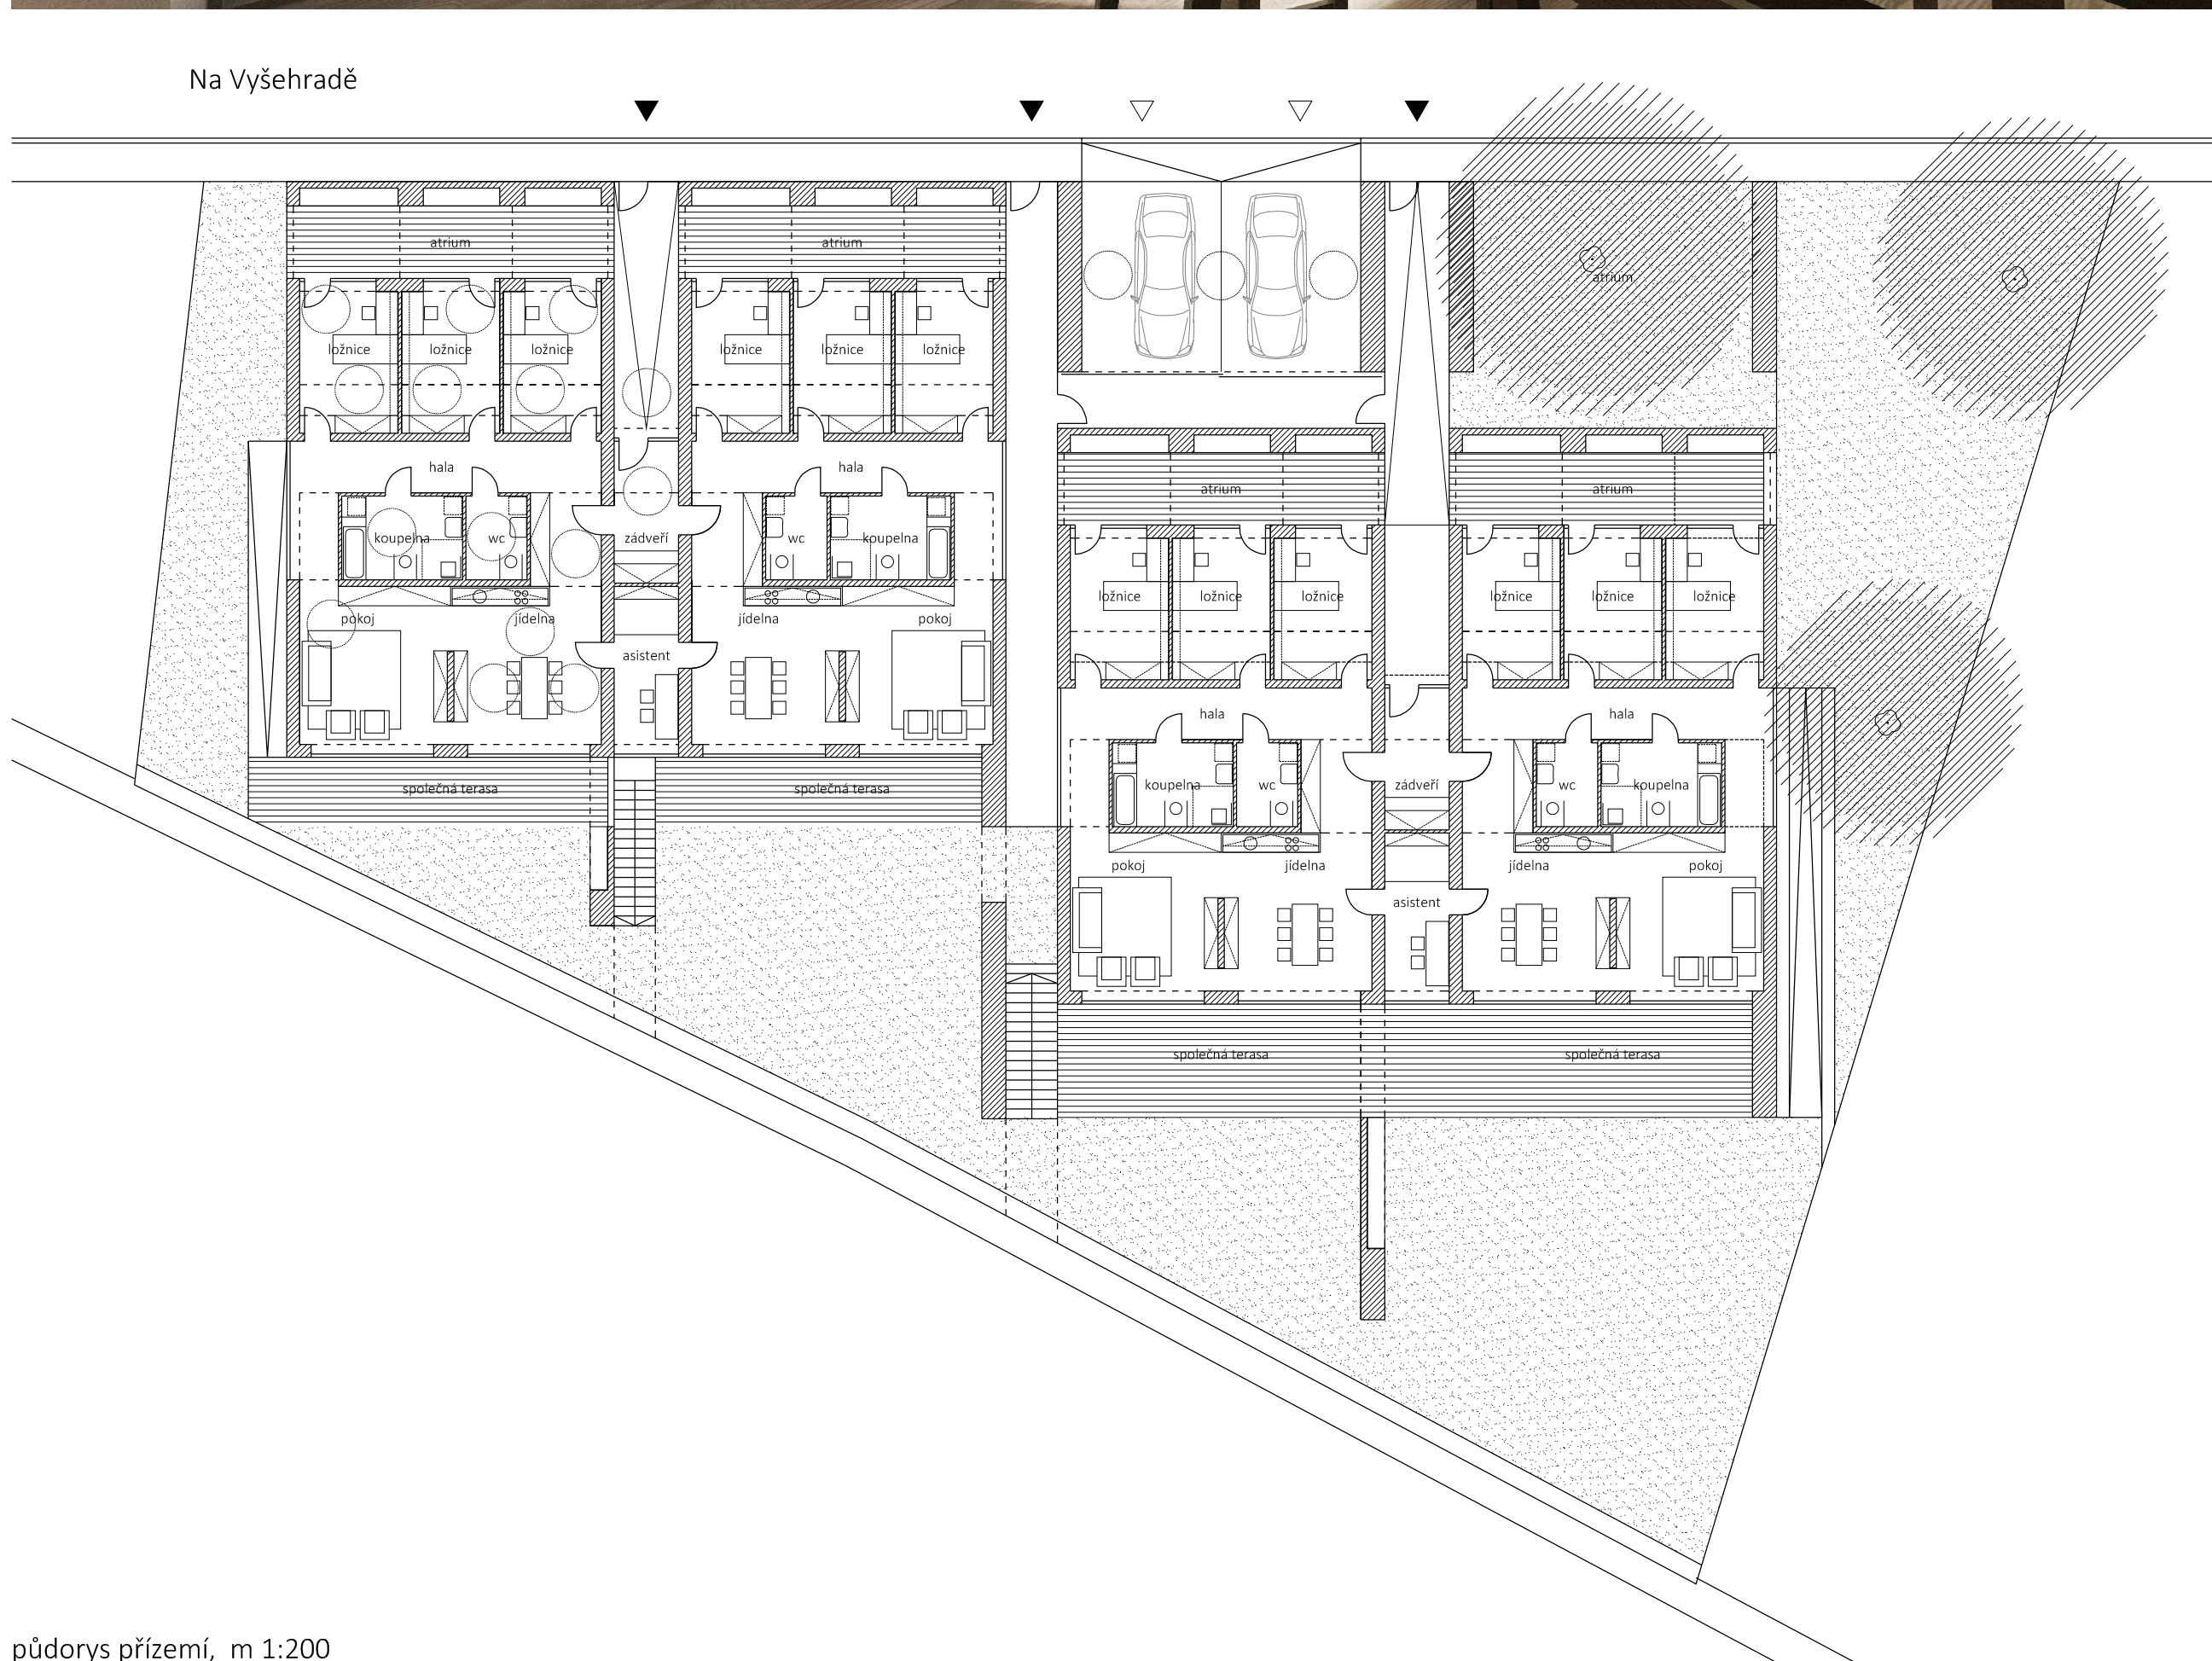 Na Vyšehradě
atrium
atrium
atrium
ložnice
ložnice
ložnice
ložnice
ložnice
ložnice
hala
hala
atrium
atrium
koupelna
wc
zádveří
wc
koupelna
ložnice
ložnice
ložnice
ložnice
ložnice
ložnice
pokoj
jídelna
jídelna
pokoj
asistent
hala
hala
společná terasa
společná terasa
koupelna
wc
zádveří
wc
koupelna
pokoj
jídelna
jídelna
pokoj
asistent
společná terasa
společná terasa
půdorys přízemí, m 1:200